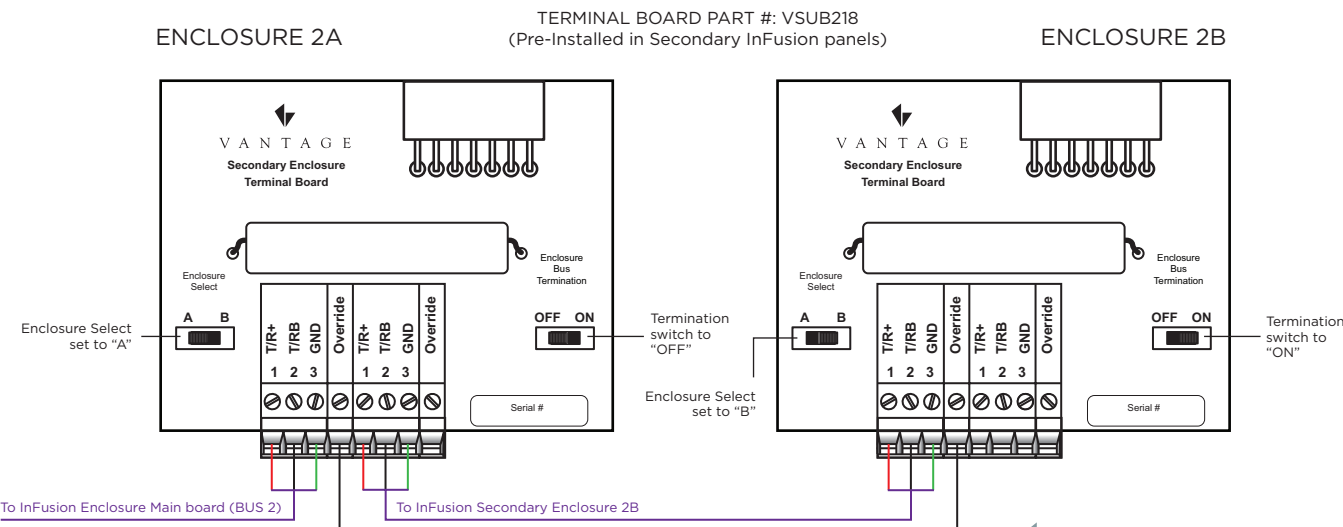 TERMINAL BOARD PART #: VSUB218
(Pre-Installed in Secondary InFusion panels)
ENCLOSURE 2A
ENCLOSURE 2B
VANTAGE
Secondary Enclosure
Terminal Board
Enclosure
Select
A B
Enclosure Select
set to “A”
T/R+ T/RB GND Override T/R+ T/RB GND Override
1 2 3 1 2 3
Enclosure
Bus
Termination
OFF ON
Termination
switch to
“OFF”
Serial #
To InFusion Enclosure Main board (BUS 2)
To InFusion Secondary Enclosure 2B
VANTAGE
Secondary Enclosure
Terminal Board
Enclosure
Select
A B
Enclosure Select
set to “B”
T/R+ T/RB GND Override T/R+ T/RB GND Override
1 2 3 1 2 3
Enclosure
Bus
Termination
OFF ON
Termination
switch to
“ON”
Serial #